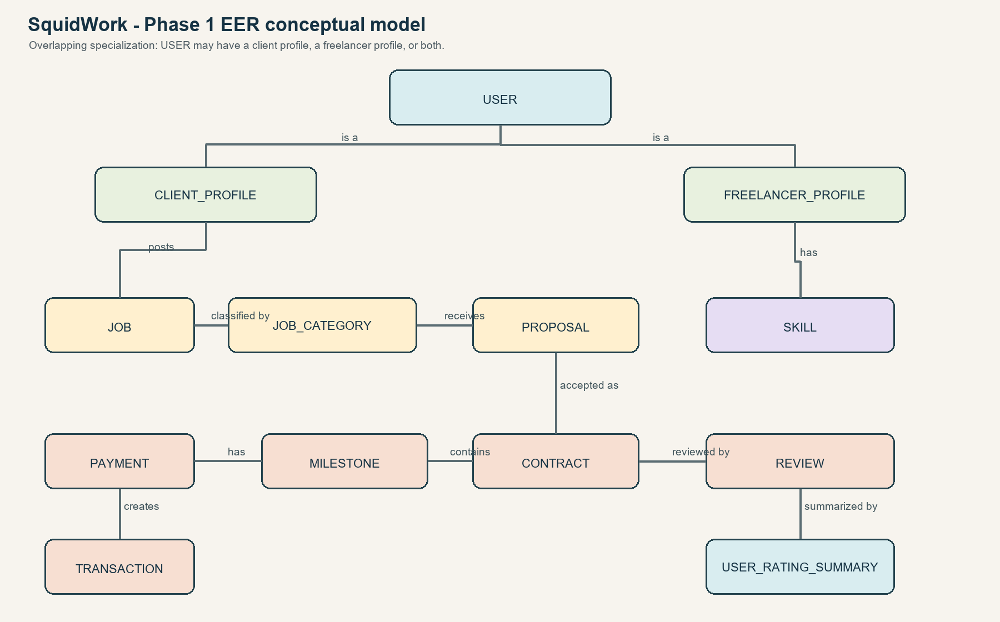 SquidWork - Phase 1 EER conceptual model
Overlapping specialization: USER may have a client profile, a freelancer profile, or both.
USER
is a
is a
CLIENT_PROFILE
FREELANCER_PROFILE
posts
has
JOB
classified by
JOB_CATEGORY
receives
PROPOSAL
SKILL
accepted as
PAYMENT
has
MILESTONE
contains
CONTRACT
reviewed by
REVIEW
creates
summarized by
TRANSACTION
USER_RATING_SUMMARY